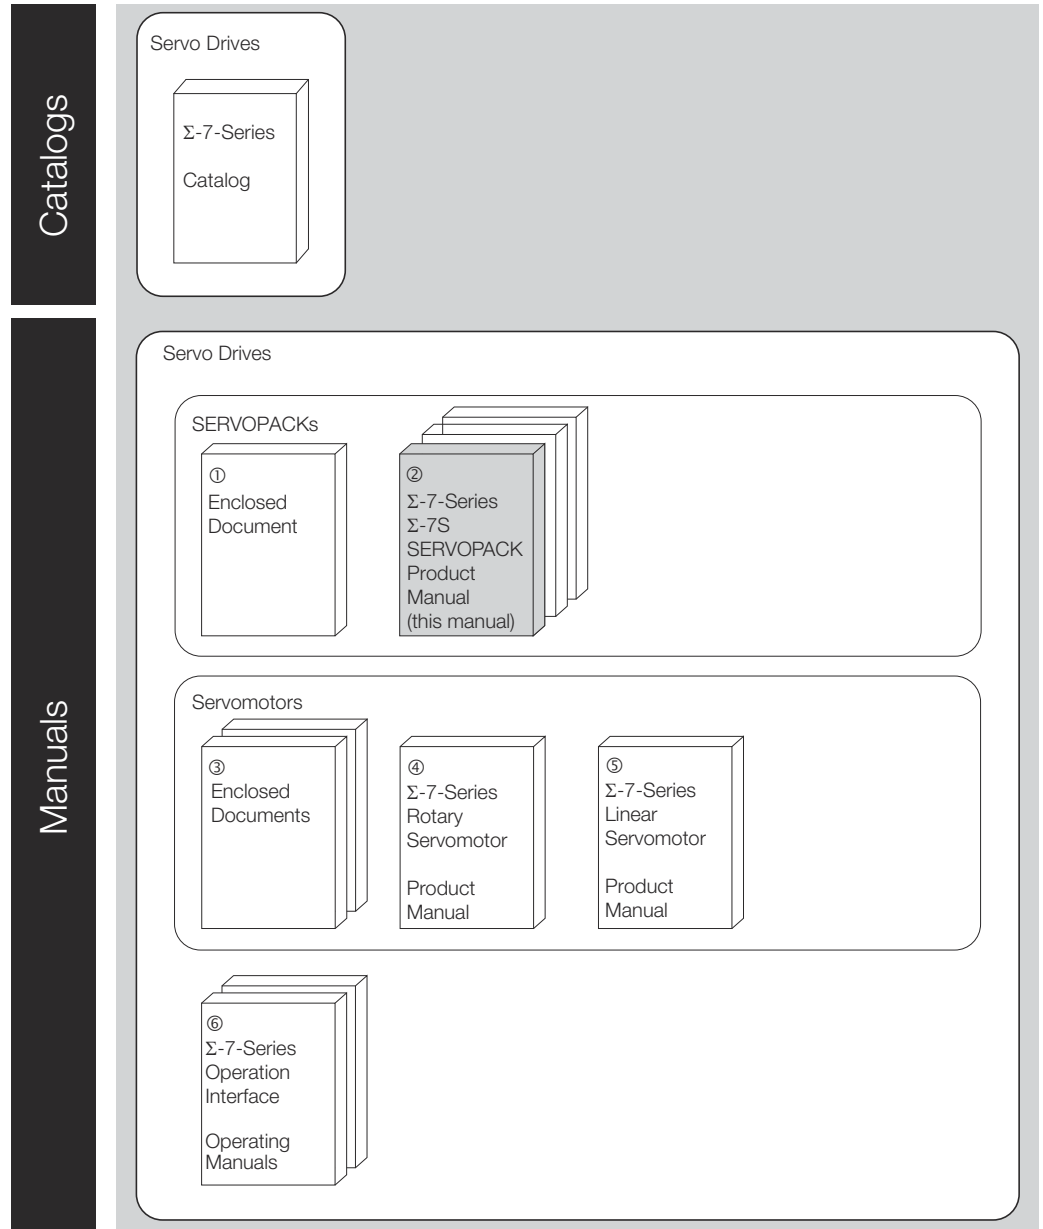 Catalogs
Servo Drives
Σ-7-Series
Catalog
Manuals
Servo Drives
SERVOPACKs
①
Enclosed
Document
②
Σ-7-Series
Σ-7S
SERVOPACK
Product
Manual
(this manual)
Servomotors
③
Enclosed
Documents
④
Σ-7-Series
Rotary
Servomotor
Product
Manual
⑤
Σ-7-Series
Linear
Servomotor
Product
Manual
⑥
Σ-7-Series
Operation
Interface
Operating
Manuals